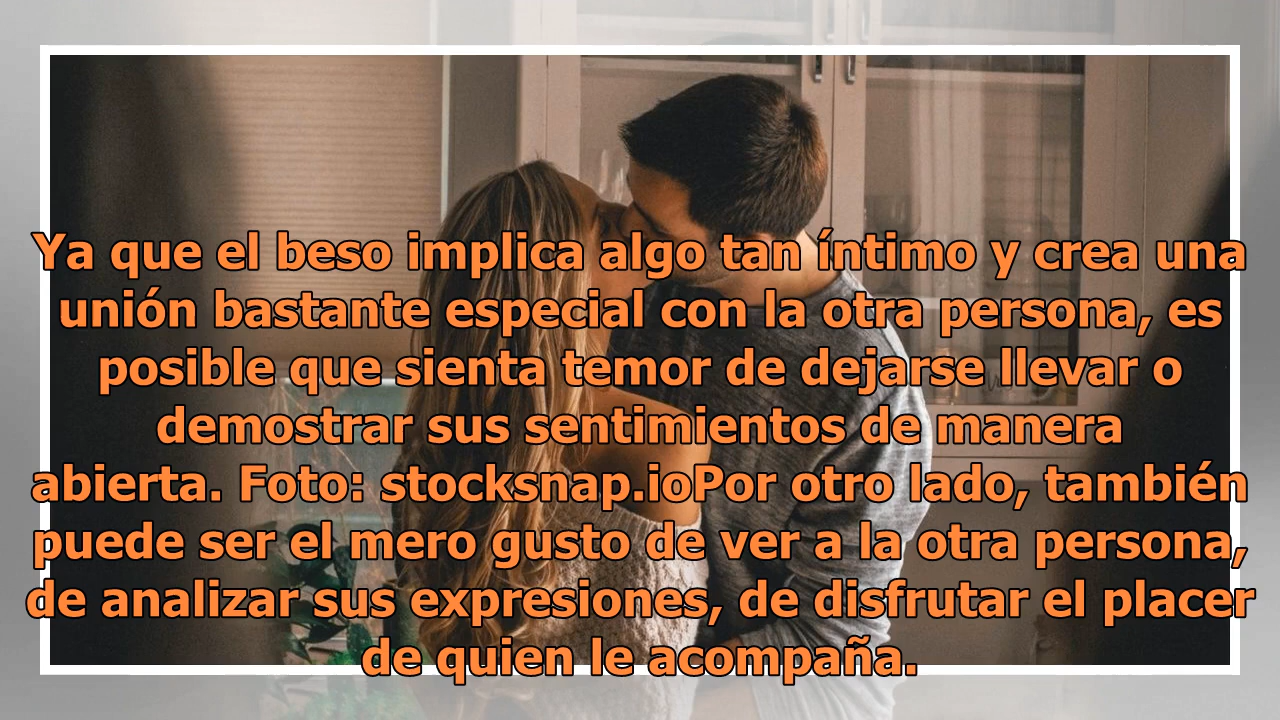 Ya que el beso implica algo tan íntimo y crea una
unión bastante especial con la otra persona, es
posible que sienta temor de dejarse llevar o
demostrar sus sentimientos de manera
abierta. Foto: stocksnap.ioPor otro lado, también
puede ser el mero gusto de ver a la otra persona,
de analizar sus expresiones, de disfrutar el placer
de quien le acompaña.